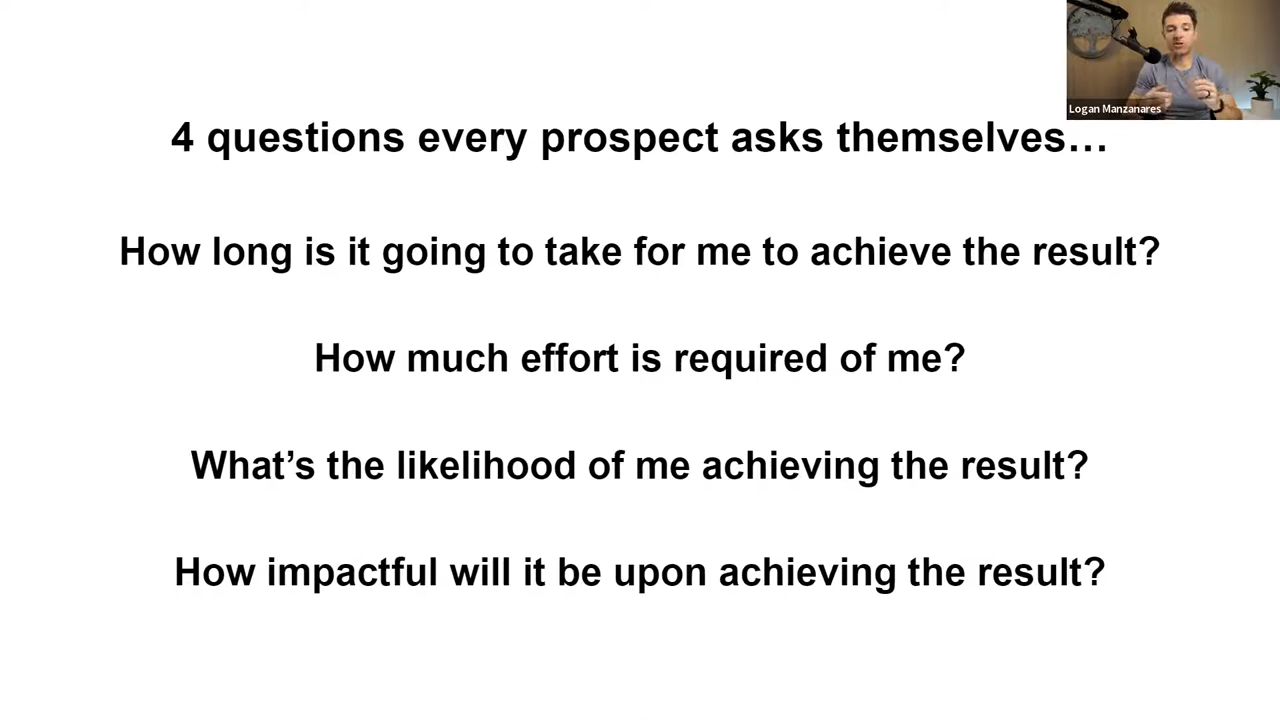 Logan Manzanares
4 questions every prospect asks themselves…
How long is it going to take for me to achieve the result?
How much effort is required of me?
What’s the likelihood of me achieving the result?
How impactful will it be upon achieving the result?